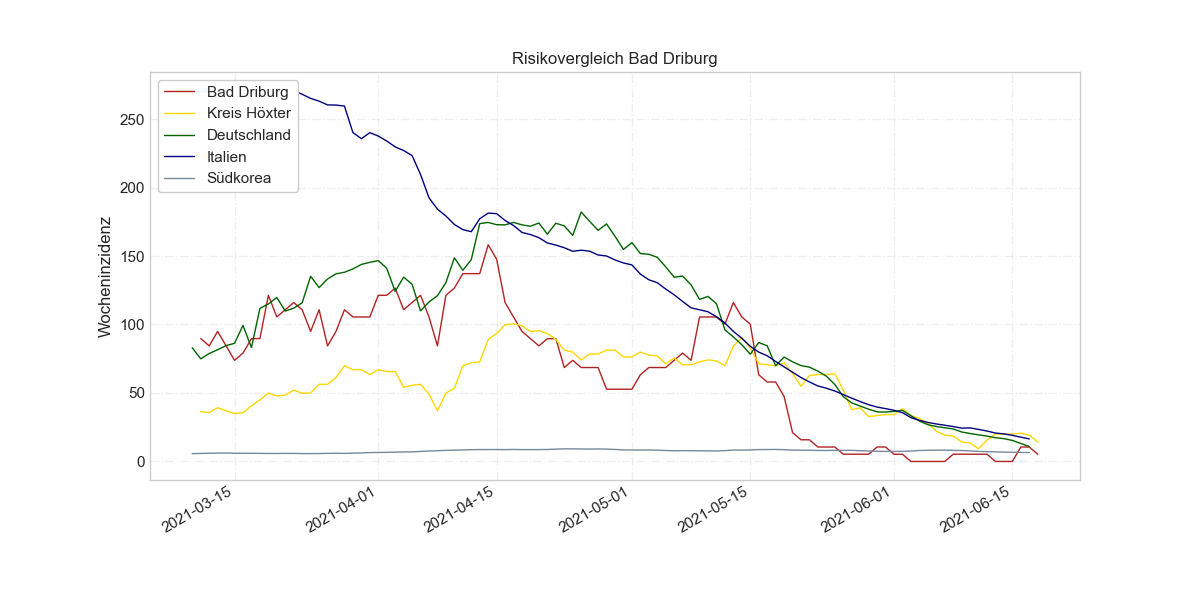 Risikovergleich Bad Driburg
Bad Driburg
Kreis Höxter
Deutschland
Italien
Südkorea
Wocheninzidenz
250
200
150
100
50
0
2021-03-15
2021-04-01
2021-04-15
2021-05-01
2021-05-15
2021-06-01
2021-06-15